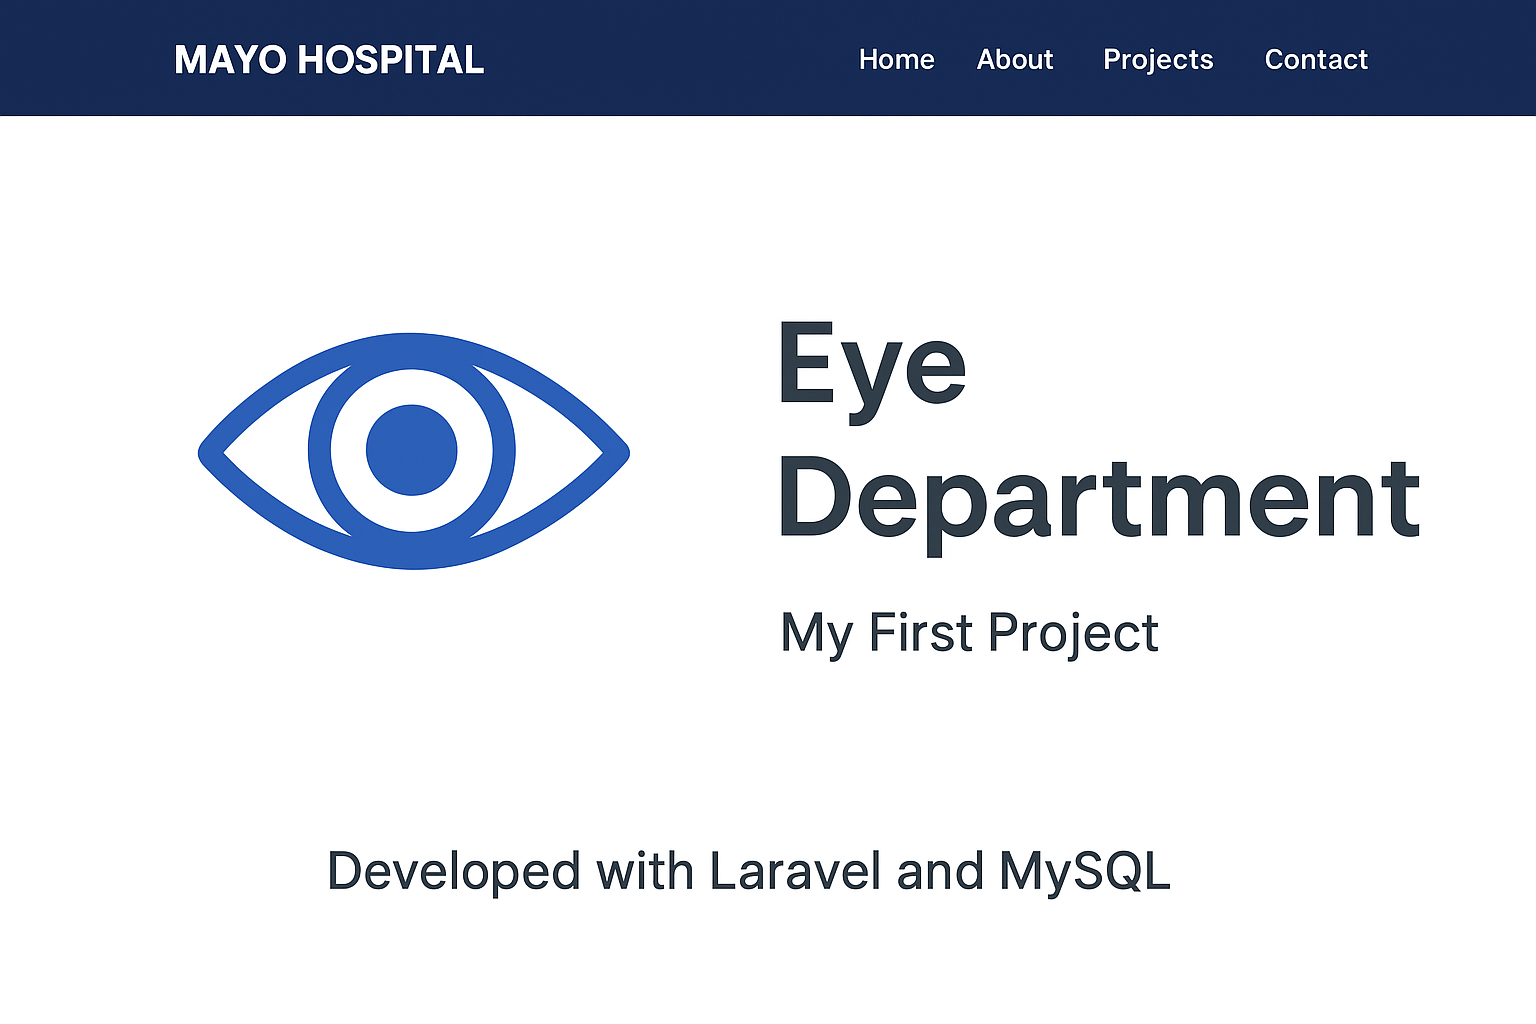 MAYO HOSPITAL
Home About Projects Contact
Eye
Department
My First Project
Developed with Laravel and MySQL